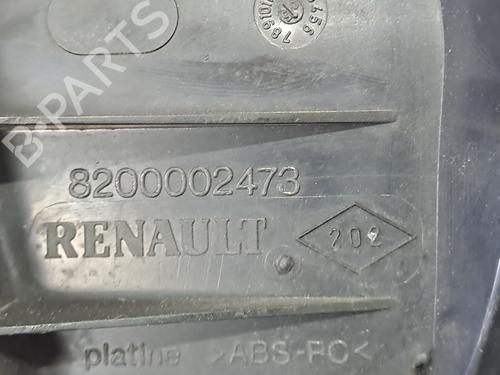 8200002473
RENAULT
202
platine >ABS-PC<
B-PARTS